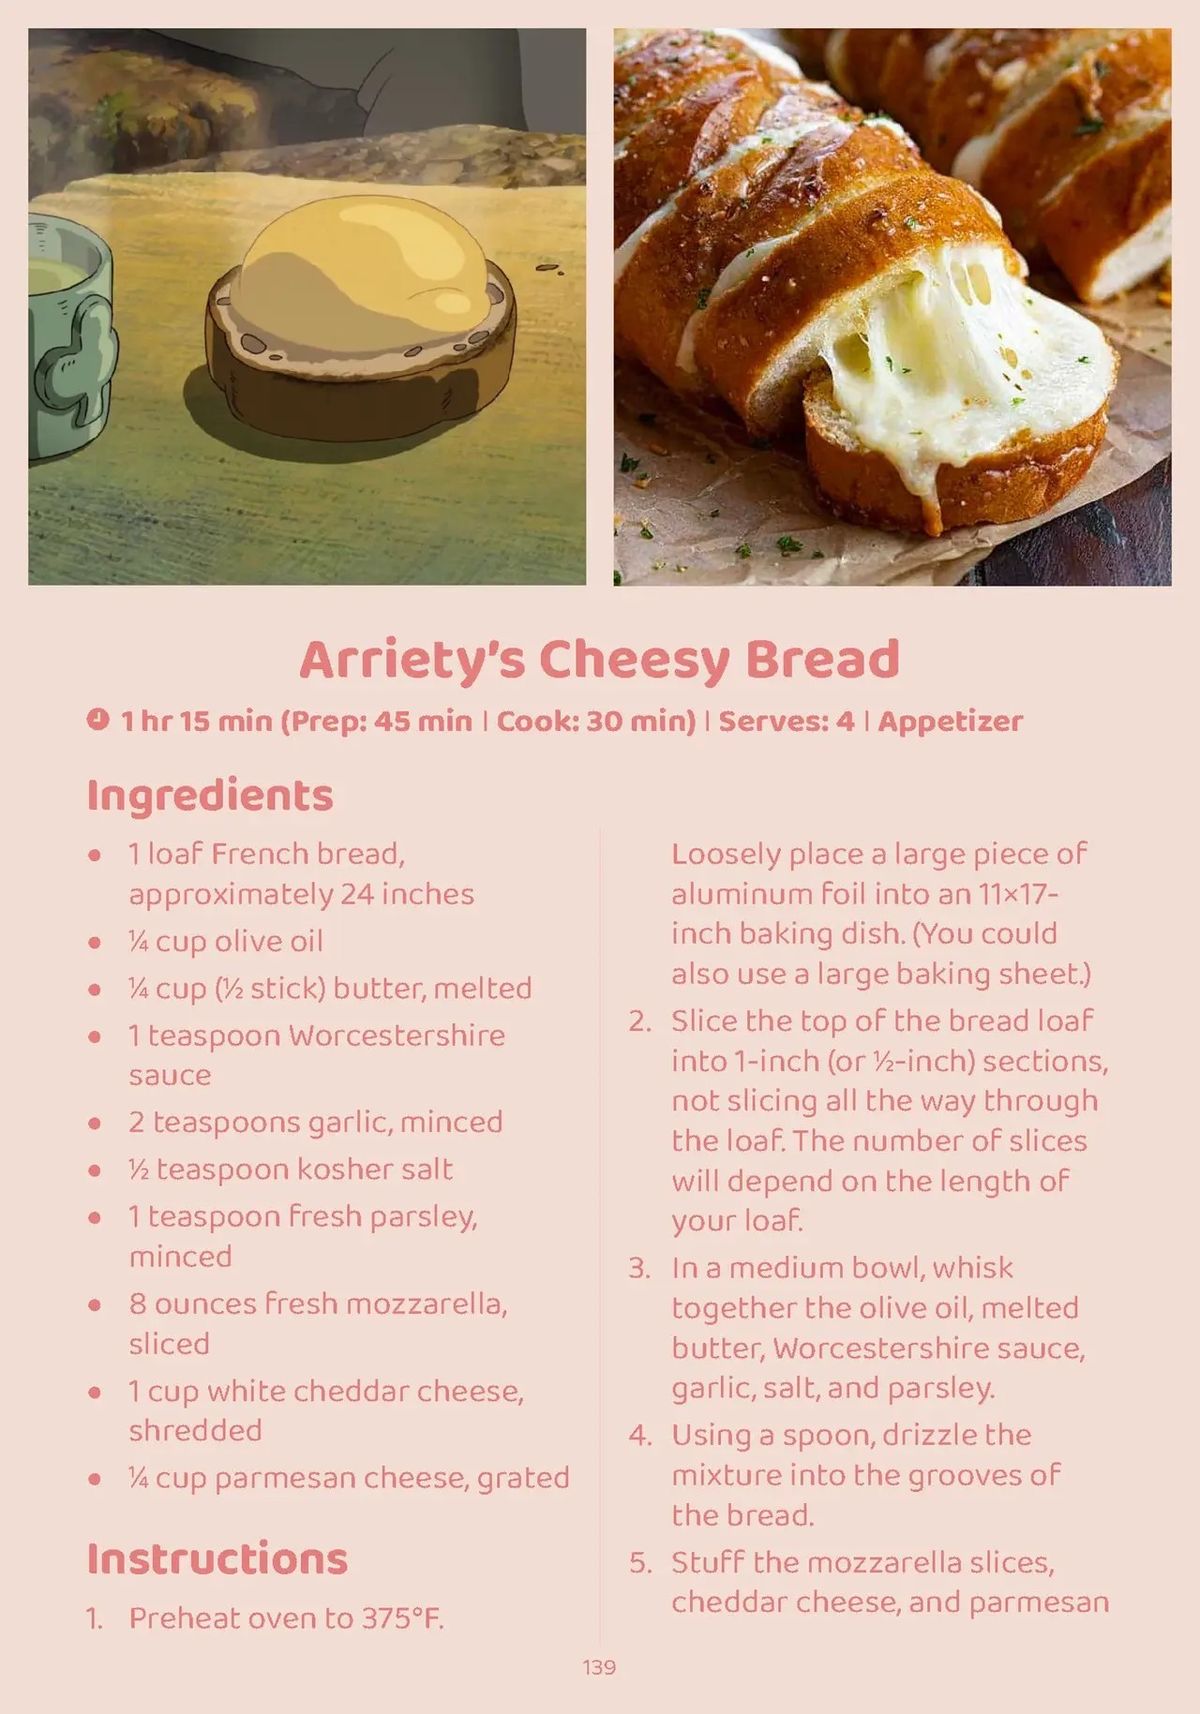 Arriety's Cheesy Bread
1 hr 15 min (Prep: 45 min | Cook: 30 min) | Serves: 4 | Appetizer
Ingredients
● 1 loaf French bread,
approximately 24 inches
● ¼ cup olive oil
● ¼ cup (½ stick) butter, melted
● 1 teaspoon Worcestershire
sauce
● 2 teaspoons garlic, minced
● ½ teaspoon kosher salt
● 1 teaspoon fresh parsley,
minced
● 8 ounces fresh mozzarella,
sliced
● 1 cup white cheddar cheese,
shredded
● ¼ cup parmesan cheese, grated
Instructions
1. Preheat oven to 375°F.
Loosely place a large piece of
aluminum foil into an 11×17-
inch baking dish. (You could
also use a large baking sheet.)
2. Slice the top of the bread loaf
into 1-inch (or ½-inch) sections,
not slicing all the way through
the loaf. The number of slices
will depend on the length of
your loaf.
3. In a medium bowl, whisk
together the olive oil, melted
butter, Worcestershire sauce,
garlic, salt, and parsley.
4. Using a spoon, drizzle the
mixture into the grooves of
the bread.
5. Stuff the mozzarella slices,
cheddar cheese, and parmesan
139